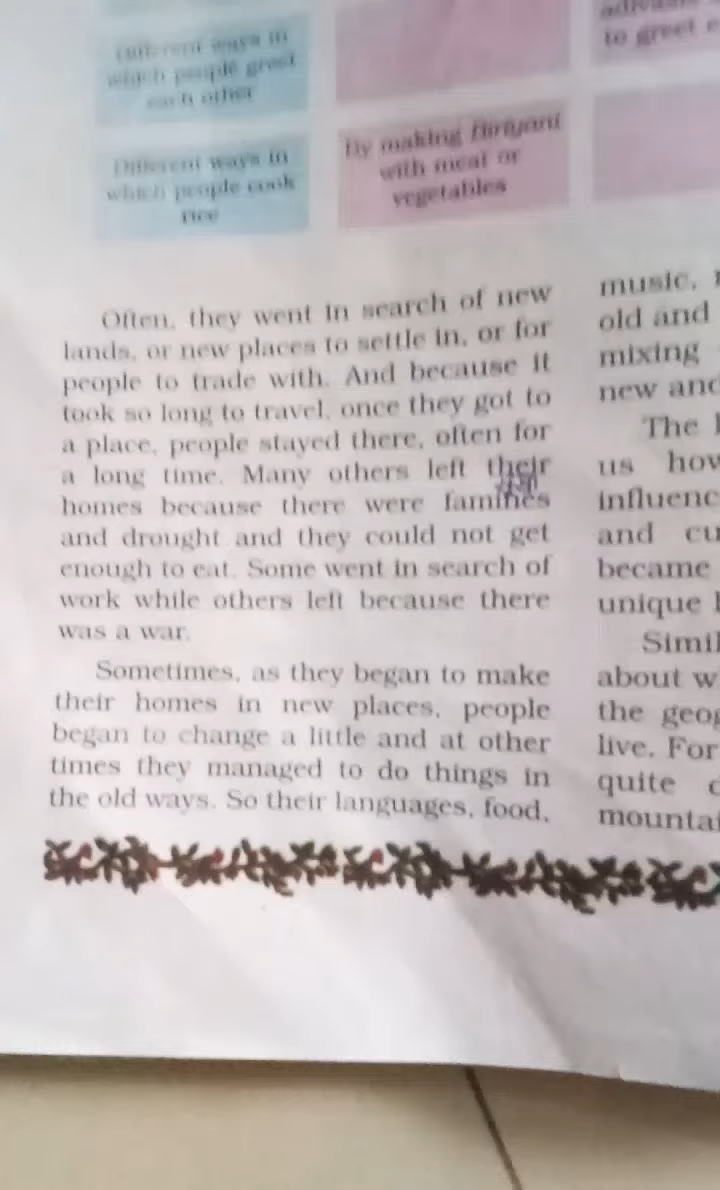 Different ways in
which people greet
each other
to greet
Different ways in
which people cook
rice
By making Biriyani
with meat or
vegetables
Often, they went in search of new
lands, or new places to settle in, or for
people to trade with. And because it
took so long to travel, once they got to
a place, people stayed there, often for
a long time. Many others left their
homes because there were famines
and drought and they could not get
enough to eat. Some went in search of
work while others left because there
was a war.
Sometimes, as they began to make
their homes in new places, people
began to change a little and at other
times they managed to do things in
the old ways. So their languages, food,
music,
old and
mixing
new and
The
us how
influenc
and cu
became
unique
Simil
about w
the geog
live. For
quite
mountai